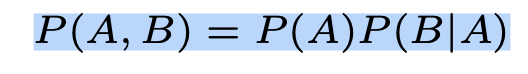 P(A, B) = P(A)P(B|A)